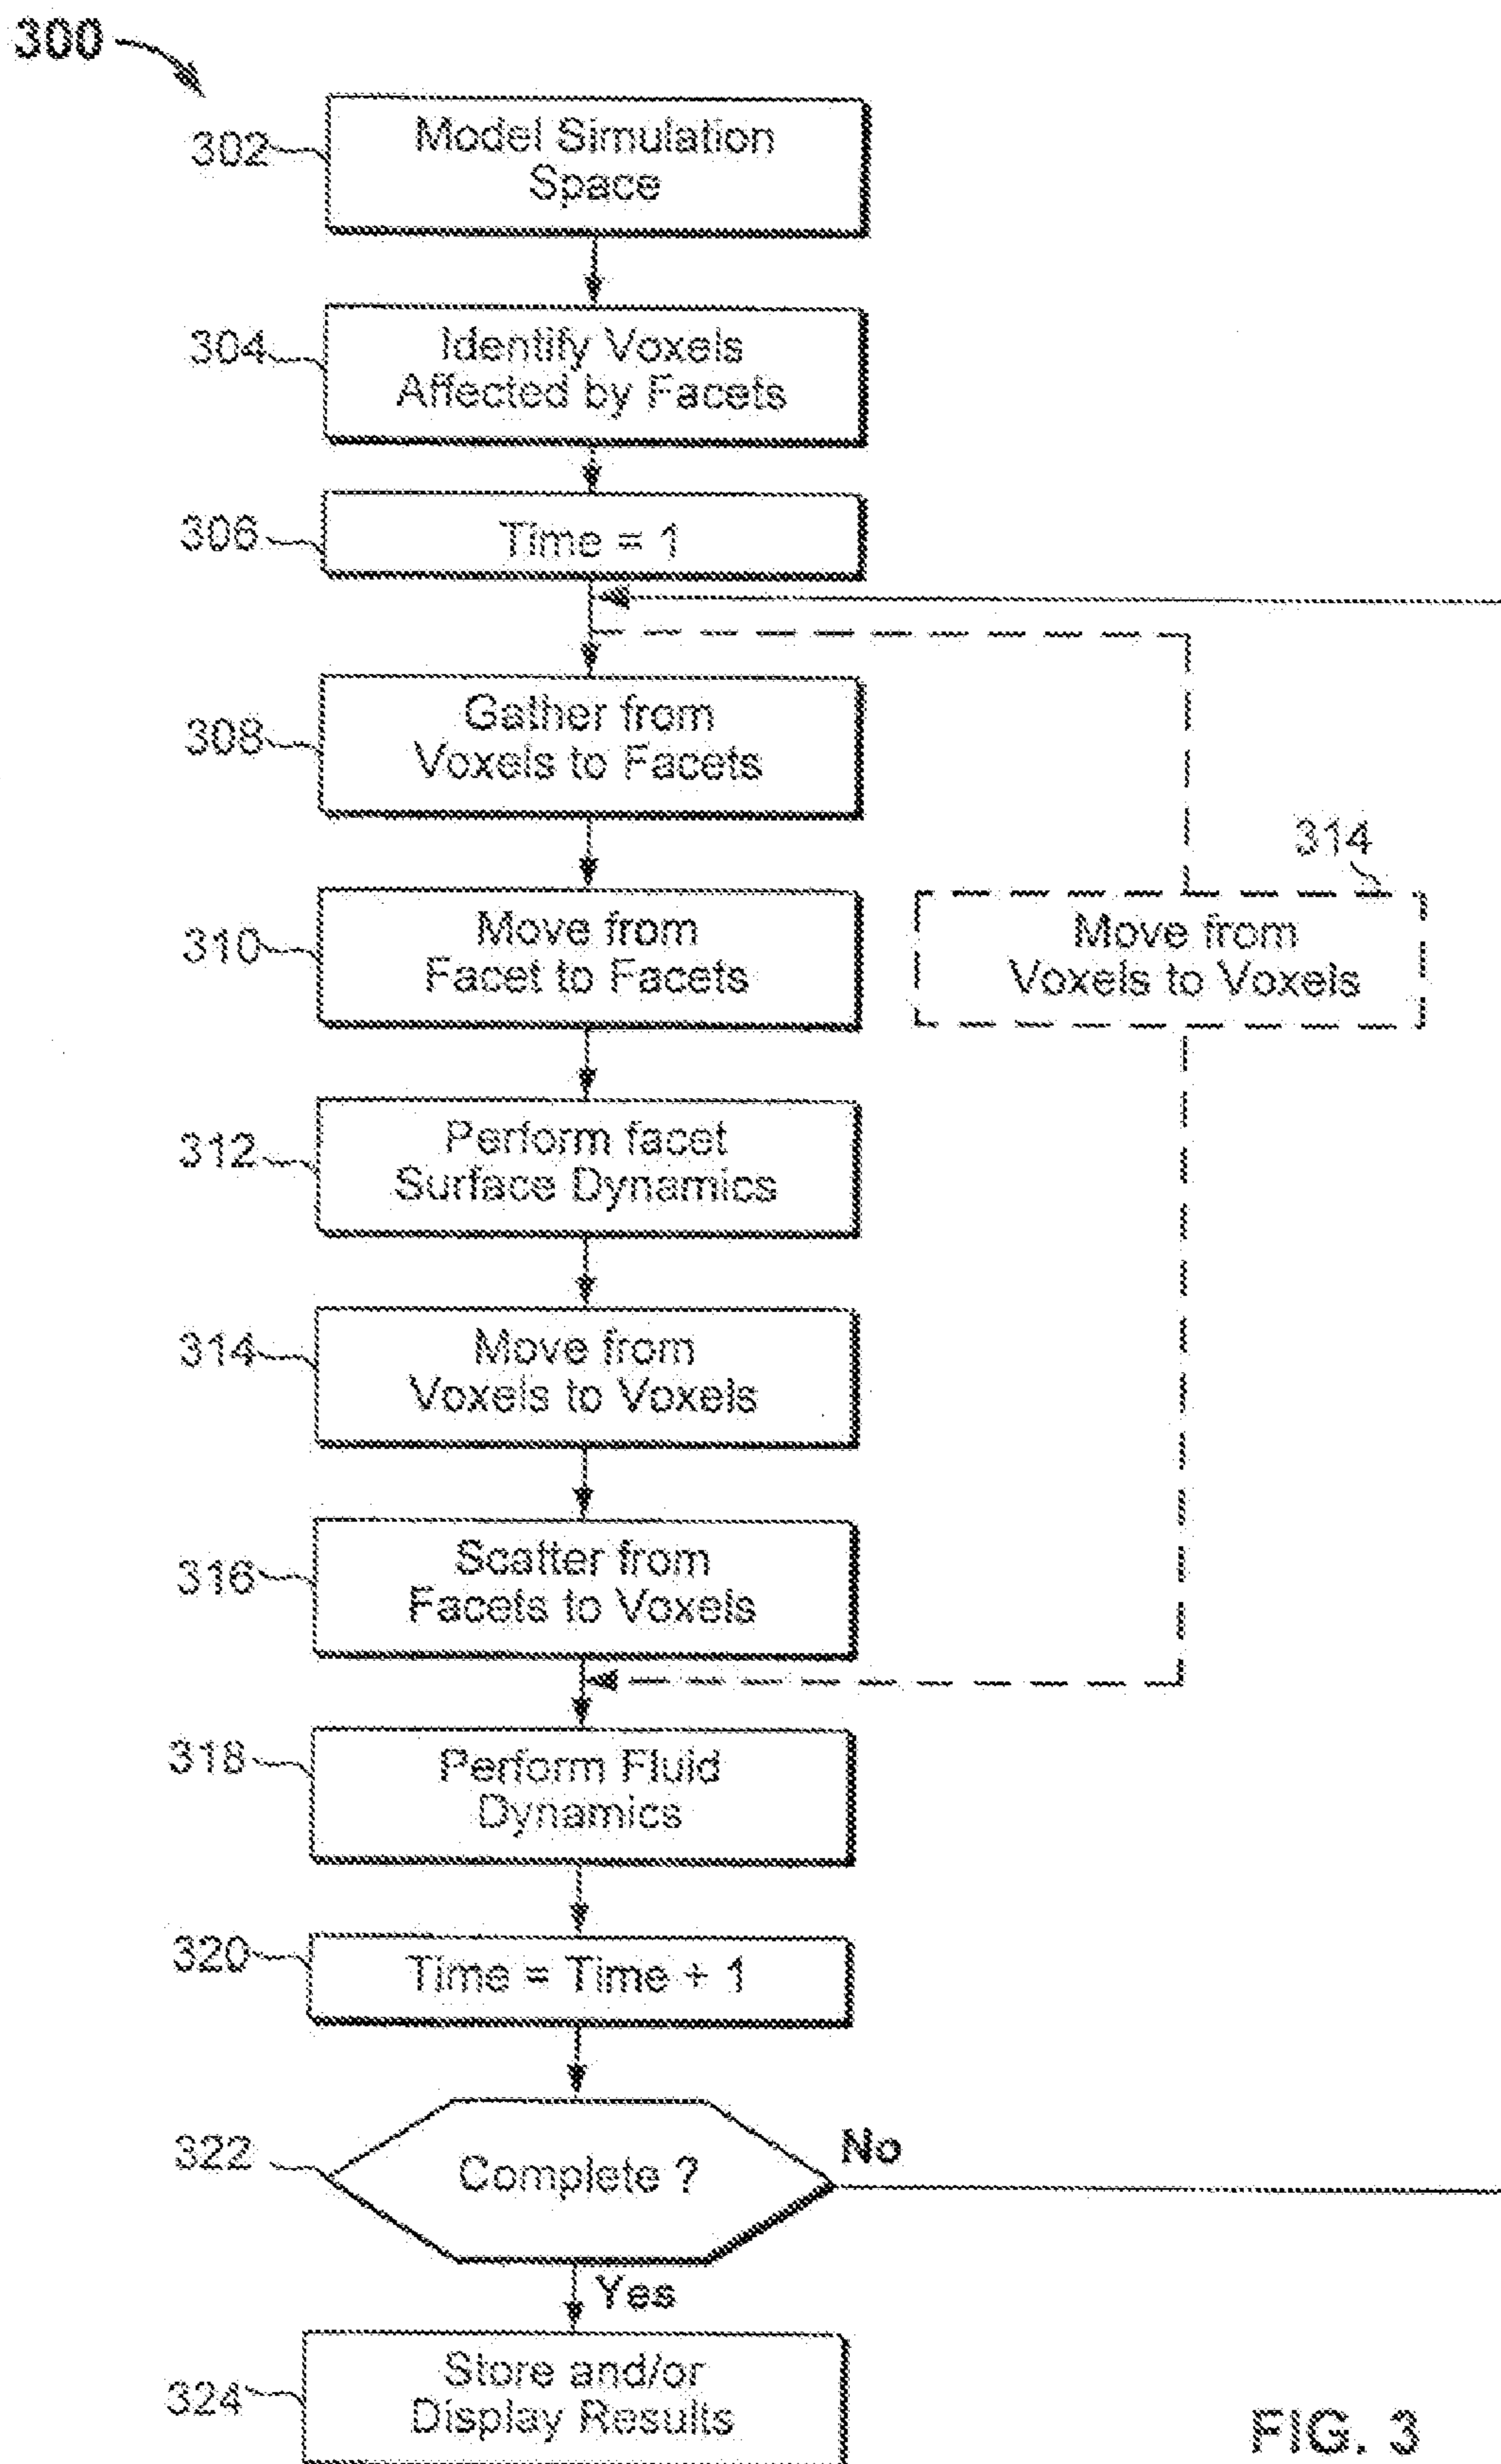 300
302
Model Simulation
Space
304
Identify Voxels
Affected by Facets
306
Time = 1
308
Gather from
Voxels to Facets
310
Move from
Facet to Facets
314
Move from
Voxels to Voxels
312
Perform facet
Surface Dynamics
314
Move from
Voxels to Voxels
316
Scatter from
Facets to Voxels
318
Perform Fluid
Dynamics
320
Time = Time + 1
322
Complete ?
No
Yes
324
Store and/or
Display Results
FIG. 3